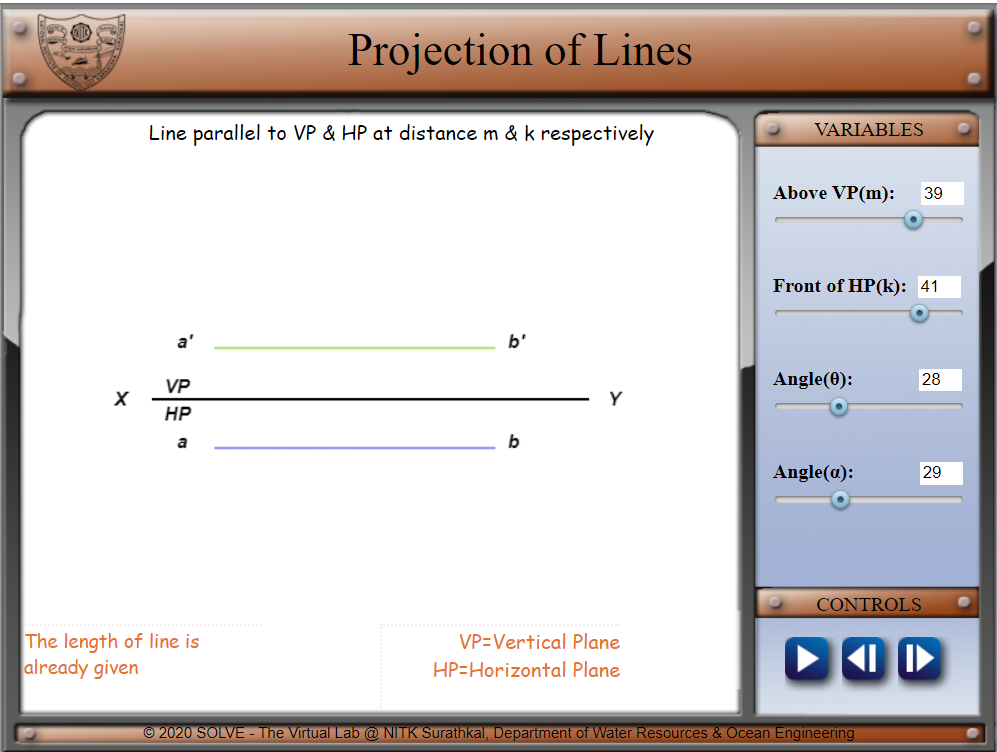 Projection of Lines
Line parallel to VP & HP at distance m & k respectively
a' b'
X VP Y
HP
a b
The length of line is
already given
VP=Vertical Plane
HP=Horizontal Plane
VARIABLES
Above VP(m): 39
Front of HP(k): 41
Angle(θ): 28
Angle(α): 29
CONTROLS
© 2020 SOLVE - The Virtual Lab @ NITK Surathkal, Department of Water Resources & Ocean Engineering